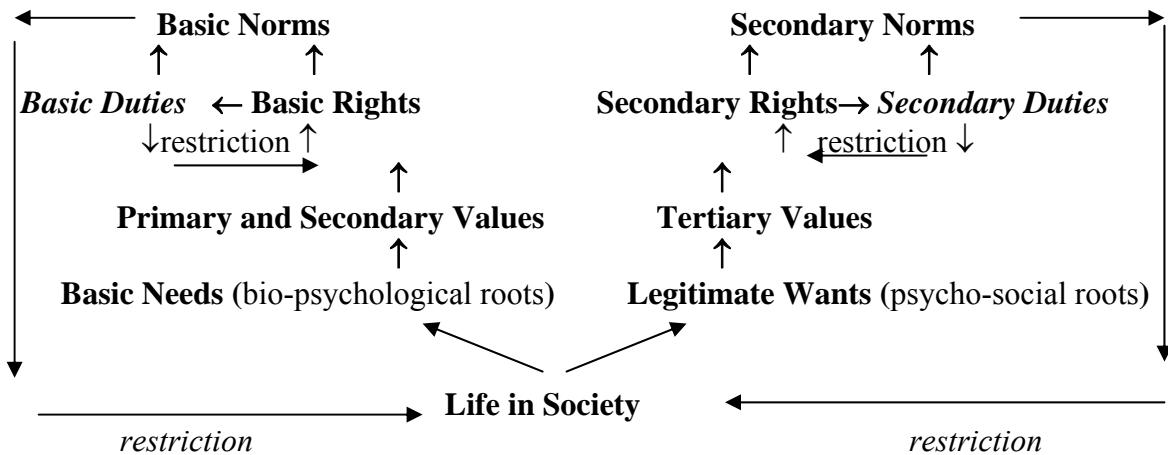 Basic Norms Secondary Norms
Basic Duties ← Basic Rights Secondary Rights→ Secondary Duties
↓restriction ↑ ↑ restriction ↓
Primary and Secondary Values Tertiary Values
Basic Needs (bio-psychological roots) Legitimate Wants (psycho-social roots)
Life in Society
restriction restriction